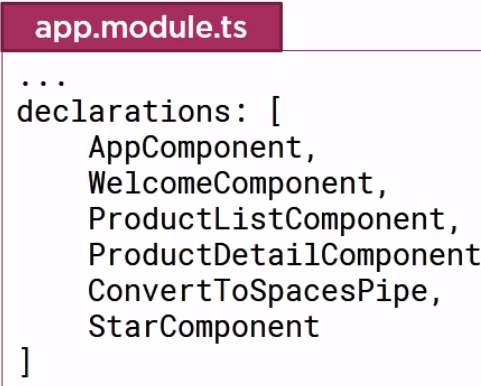 app.module.ts
...
declarations: [
AppComponent,
WelcomeComponent,
ProductListComponent,
ProductDetailComponent
ConvertToSpacesPipe,
StarComponent
]